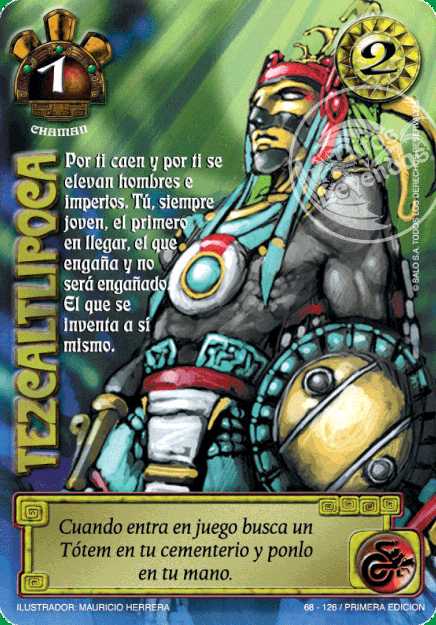 1
2
CHAMAN
TEZCALTLIPOCA
Por ti caen y por ti se
elevan hombres e
imperios. Tú, siempre
joven, el primero
en llegar, el que
engaña y no
será engañado.
El que se
inventa a sí
mismo.
© SALO S.A. TODOS LOS DERECHOS RESERVADOS
Cuando entra en juego busca un
Tótem en tu cementerio y ponlo
en tu mano.
ILUSTRADOR: MAURICIO HERRERA
68 - 126 / PRIMERA EDICION